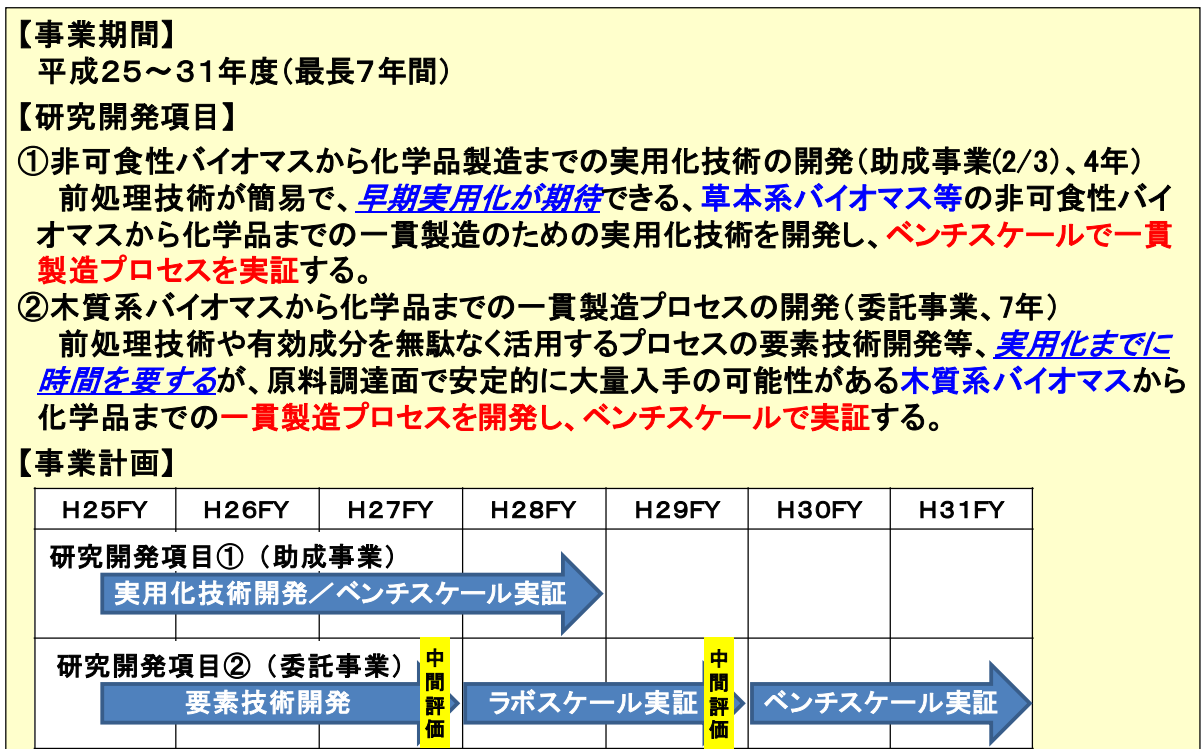 【事業期間】
平成25～31年度（最長7年間）
【研究開発項目】
①非可食性バイオマスから化学品製造までの実用化技術の開発（助成事業(2/3)、4年）
前処理技術が簡易で、早期実用化が期待できる、草本系バイオマス等の非可食性バイ
オマスから化学品までの一貫製造のための実用化技術を開発し、ベンチスケールで一貫
製造プロセスを実証する。
②木質系バイオマスから化学品までの一貫製造プロセスの開発（委託事業、7年）
前処理技術や有効成分を無駄なく活用するプロセスの要素技術開発等、実用化までに
時間を要するが、原料調達面で安定的に大量入手の可能性がある木質系バイオマスから
化学品までの一貫製造プロセスを開発し、ベンチスケールで実証する。
【事業計画】
H25FY H26FY H27FY H28FY H29FY H30FY H31FY
研究開発項目①（助成事業）
実用化技術開発／ベンチスケール実証
研究開発項目②（委託事業）
要素技術開発
中間評価
ラボスケール実証
中間評価
ベンチスケール実証